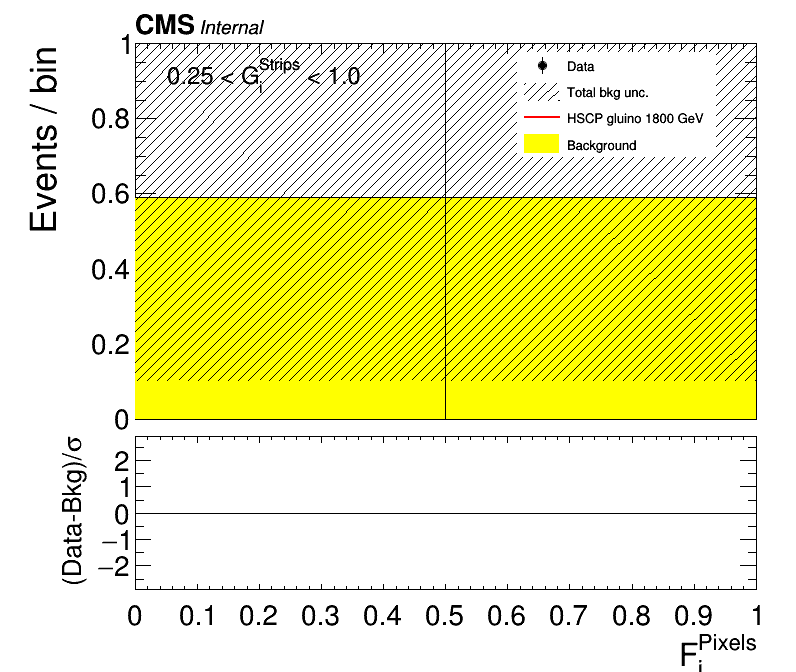 CMS Internal
Events / bin
1
0.8
0.6
0.4
0.2
0
0.25 < G_i^Strips < 1.0
Data
Total bkg unc.
HSCP gluino 1800 GeV
Background
(Data-Bkg)/σ
2
1
0
−1
−2
0 0.1 0.2 0.3 0.4 0.5 0.6 0.7 0.8 0.9 1
F_i^Pixels